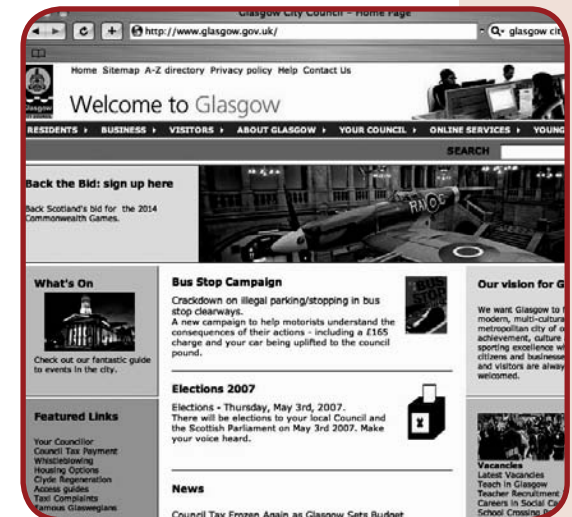 Glasgow City Council - Home Page
http://www.glasgow.gov.uk/
glasgow
Home Sitemap A-Z directory Privacy policy Help Contact Us
Welcome to Glasgow
RESIDENTS BUSINESS VISITORS ABOUT GLASGOW YOUR COUNCIL ONLINE SERVICES YOUNG
SEARCH
Back the Bid: sign up here
Back Scotland's bid for the 2014
Commonwealth Games.
What's On
Check out our fantastic guide
to events in the city.
Featured Links
Your Councillor
Council Tax Payment
Whistleblowing
Housing Options
Clyde Regeneration
Access guides
Taxi Complaints
Famous Glaswegians
Bus Stop Campaign
Crackdown on illegal parking/stopping in bus
stop clearways.
A new campaign to help motorists understand the
consequences of their actions - including a £165
charge and your car being uplifted to the council
pound.
BUS
STOP
Elections 2007
Elections - Thursday, May 3rd, 2007.
There will be elections to your local Council and
the Scottish Parliament on May 3rd 2007. Make
your voice heard.
News
Council Tax Frozen Again as Glasgow Sets Budget
Our vision for G
We want Glasgow to
modern, multi-cultura
metropolitan city of o
achievement, culture
sporting excellence w
citizens and businesse
and visitors are alway
welcomed.
Vacancies
Latest Vacancies
Teach in Glasgow
Teacher Recruitment
Careers in Social Ca
School Crossing